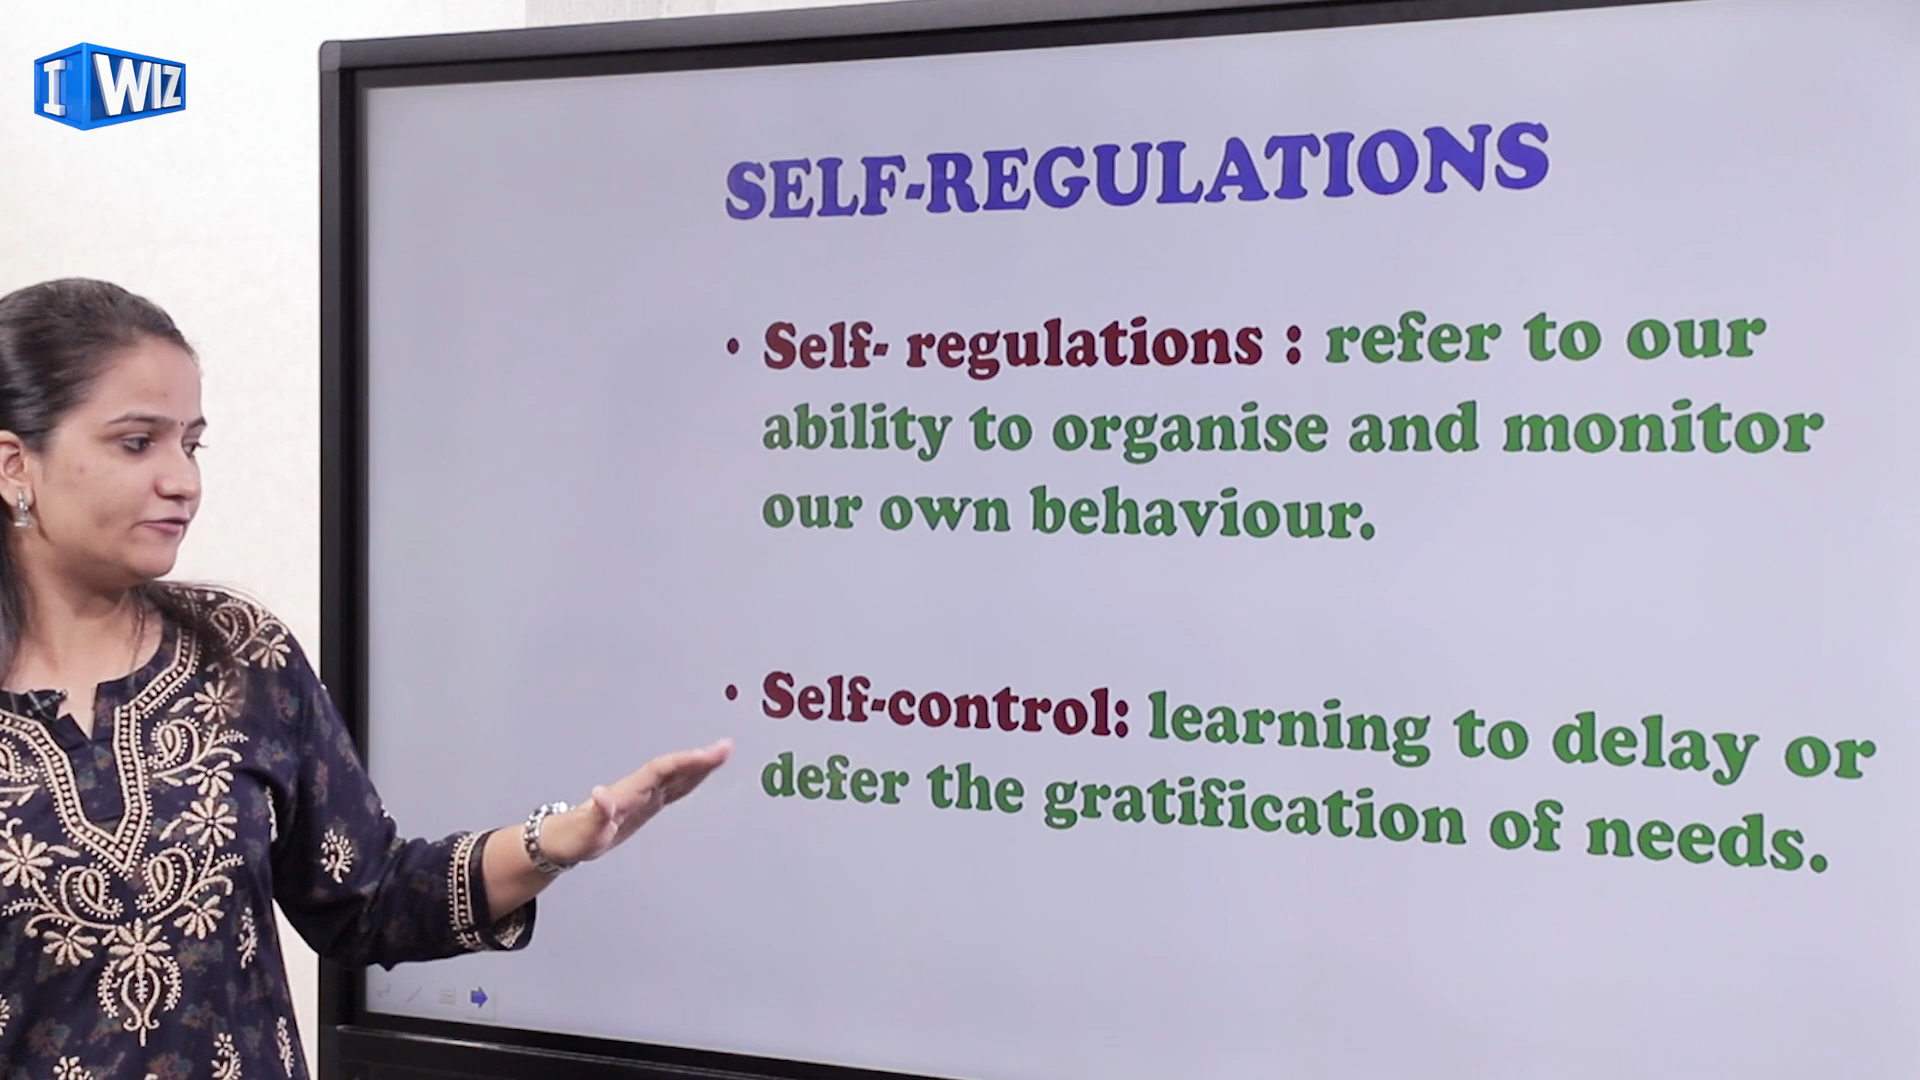 I WIZ
SELF-REGULATIONS
• Self- regulations : refer to our
ability to organise and monitor
our own behaviour.
• Self-control: learning to delay or
defer the gratification of needs.